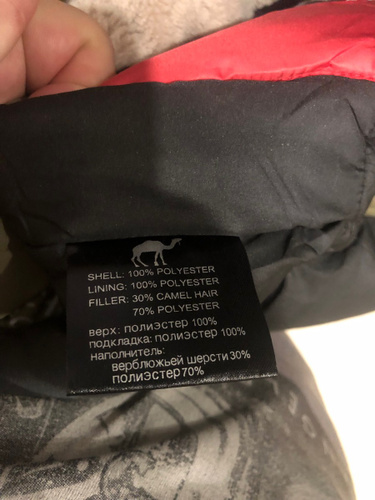 SHELL: 100% POLYESTER
LINING: 100% POLYESTER
FILLER: 30% CAMEL HAIR
70% POLYESTER
верх: полиэстер 100%
подкладка: полиэстер 100%
наполнитель:
верблюжьей шерсти 30%
полиэстер 70%